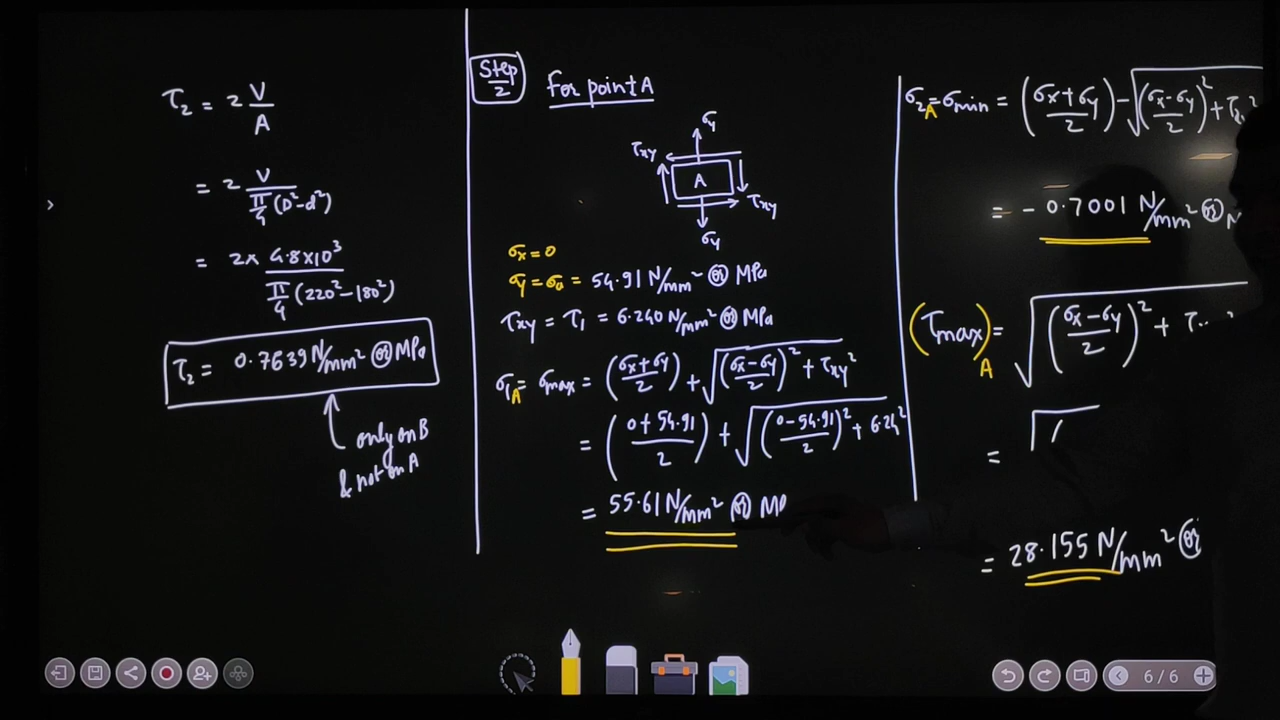 τ₂ = 2 V/A
= 2 V / (π/4 (D²-d²))
= 2 x 4.8x10³ / (π/4 (220²-180²))
τ₂ = 0.7639 N/mm² or MPa
only on B
& not on A
Step 2
For point A
σy
τxy
A
τxy
σy
σx = 0
σy = σa = 54.91 N/mm² or MPa
τxy = τ₁ = 6.240 N/mm² or MPa
σ₁A = σmax = ((σx+σy)/2) + √(((σx-σy)/2)² + τxy²)
= ((0+54.91)/2) + √(((0-54.91)/2)² + 6.24²)
= 55.61 N/mm² or MP
σ₂A = σmin = ((σx+σy)/2) - √(((σx-σy)/2)² +
= - 0.7001 N/mm² or
(τmax)A = √(((σx-σy)/2)² +
=
= 28.155 N/mm² or
6/6